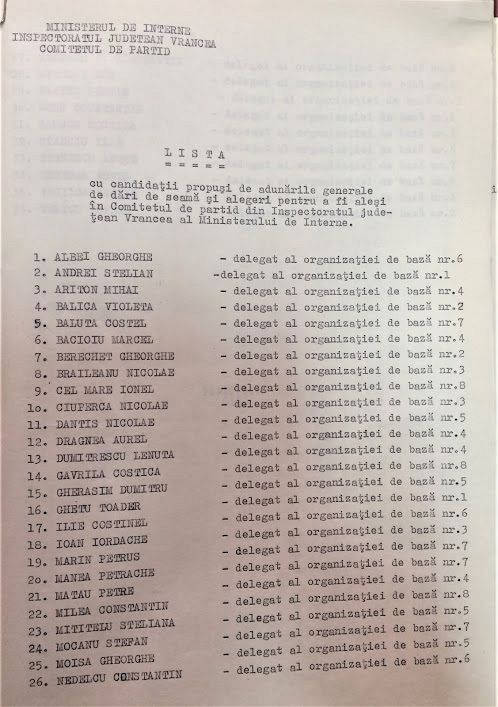 MINISTERUL DE INTERNE
INSPECTORATUL JUDETEAN VRANCEA
COMITETUL DE PARTID
L I S T A
= = = = =
cu candidații propuși de adunările generale
de dări de seamă și alegeri pentru a fi aleși
în Comitetul de partid din Inspectoratul jude-
țean Vrancea al Ministerului de Interne.
1. ALBEI GHEORGHE - delegat al organizației de bază nr.6
2. ANDREI STELIAN -delegat al organizației de bază nr.1
3. ARITON MIHAI - delegat al organizației de bază nr.4
4. BALICA VIOLETA - delegat al organizației de bază nr.2
5. BALUTA COSTEL - delegat al organizației de bază nr.7
6. BACIOIU MARCEL - delegat al organizației de bază nr.4
7. BERECHET GHEORGHE - delegat al organizației de bază nr.2
8. BRAILEANU NICOLAE - delegat al organizației de bază nr.3
9. CEL MARE IONEL - delegat al organizației de bază nr.8
1o. CIUPERCA NICOLAE - delegat al organizației de bază nr.3
11. DANTIS NICOLAE - delegat al organizației de bază nr.5
12. DRAGNEA AUREL - delegat al organizației de bază nr.4
13. DUMITRESCU LENUTA - delegat al organizației de bază nr.4
14. GAVRILA COSTICA - delegat al organizației de bază nr.8
15. GHERASIM DUMITRU - delegat al organizației de bază nr.5
16. GHETU TOADER - delegat al organizației de bază nr.1
17. ILIE COSTINEL - delegat al organizației de bază nr.6
18. IOAN IORDACHE - delegat al organizației de bază nr.3
19. MARIN PETRUS - delegat al organizației de bază nr.7
2o. MANEA PETRACHE - delegat al organizației de bază nr.7
21. MATAU PETRE - delegat al organizației de bază nr.4
22. MILEA CONSTANTIN - delegat al organizației de bază nr.8
23. MITITELU STELIANA - delegat al organizației de bază nr.5
24. MOCANU STEFAN - delegat al organizației de bază nr.7
25. MOISA GHEORGHE - delegat al organizației de bază nr.5
26. NEDELCU CONSTANTIN - delegat al organizației de bază nr.6